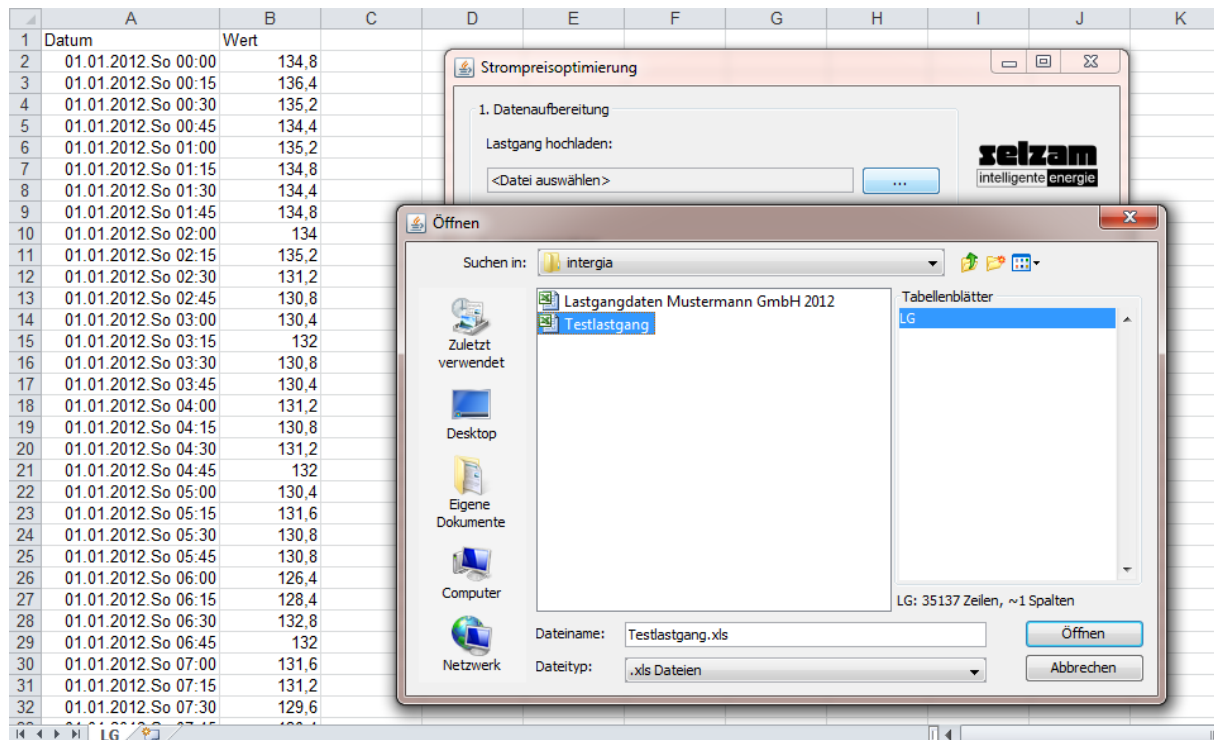 A B C D E F G H I J K
1 Datum Wert
2 01.01.2012.So 00:00 134,8
3 01.01.2012.So 00:15 136,4
4 01.01.2012.So 00:30 135,2
5 01.01.2012.So 00:45 134,4
6 01.01.2012.So 01:00 135,2
7 01.01.2012.So 01:15 134,8
8 01.01.2012.So 01:30 134,4
9 01.01.2012.So 01:45 134,8
10 01.01.2012.So 02:00 134
11 01.01.2012.So 02:15 135,2
12 01.01.2012.So 02:30 131,2
13 01.01.2012.So 02:45 130,8
14 01.01.2012.So 03:00 130,4
15 01.01.2012.So 03:15 132
16 01.01.2012.So 03:30 130,8
17 01.01.2012.So 03:45 130,4
18 01.01.2012.So 04:00 131,2
19 01.01.2012.So 04:15 130,8
20 01.01.2012.So 04:30 131,2
21 01.01.2012.So 04:45 132
22 01.01.2012.So 05:00 130,4
23 01.01.2012.So 05:15 131,6
24 01.01.2012.So 05:30 130,8
25 01.01.2012.So 05:45 130,8
26 01.01.2012.So 06:00 126,4
27 01.01.2012.So 06:15 128,4
28 01.01.2012.So 06:30 132,8
29 01.01.2012.So 06:45 132
30 01.01.2012.So 07:00 131,6
31 01.01.2012.So 07:15 131,2
32 01.01.2012.So 07:30 129,6
LG
Strompreisoptimierung
1. Datenaufbereitung
Lastgang hochladen:
<Datei auswählen>
...
selzam
intelligente energie
Öffnen
Suchen in: intergia
Zuletzt
verwendet
Desktop
Eigene
Dokumente
Computer
Netzwerk
Lastgangdaten Mustermann GmbH 2012
Testlastgang
Tabellenblätter
LG
LG: 35137 Zeilen, ~1 Spalten
Dateiname: Testlastgang.xls
Öffnen
Dateityp: .xls Dateien
Abbrechen